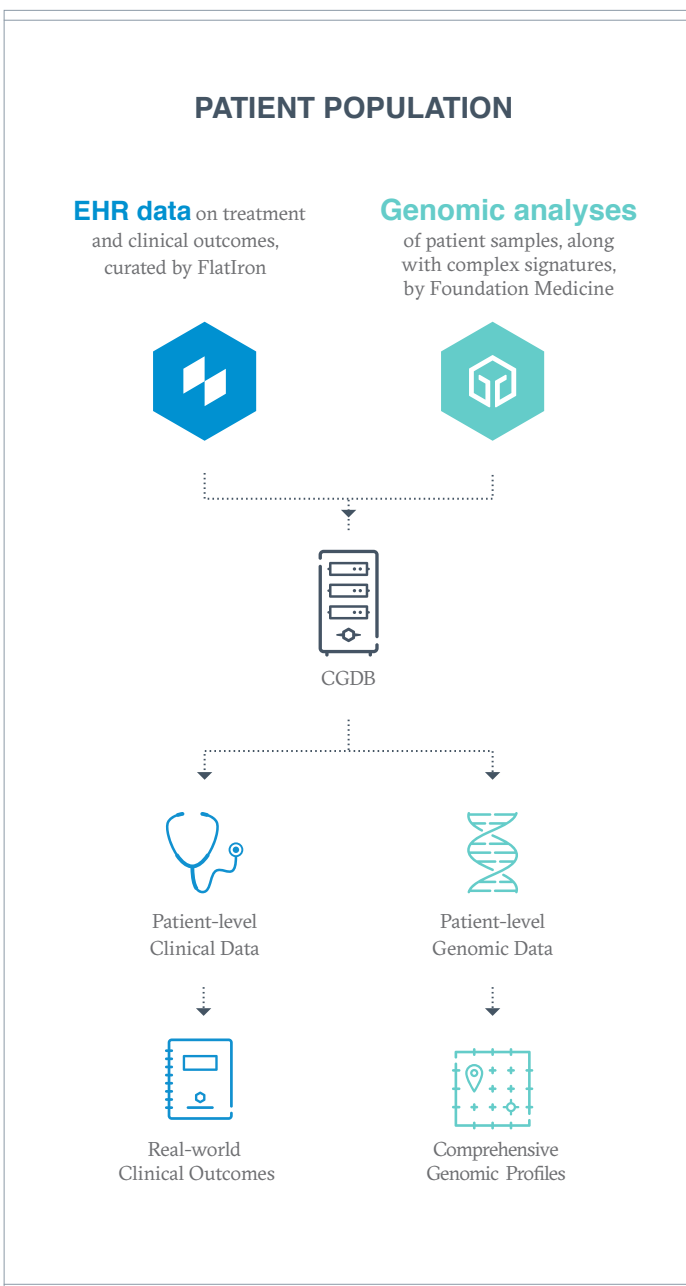 PATIENT POPULATION
EHR data on treatment
and clinical outcomes,
curated by FlatIron
Genomic analyses
of patient samples, along
with complex signatures,
by Foundation Medicine
CGDB
Patient-level
Clinical Data
Patient-level
Genomic Data
Real-world
Clinical Outcomes
Comprehensive
Genomic Profiles